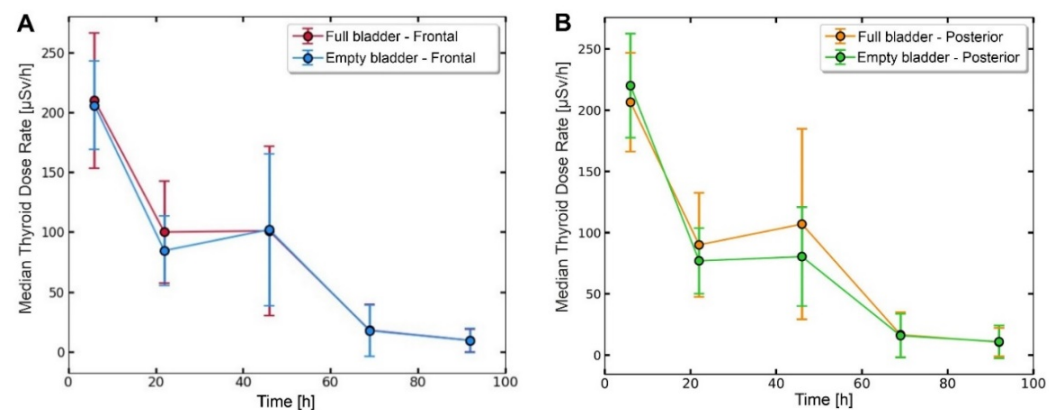 A
Full bladder - Frontal
Empty bladder - Frontal
Median Thyroid Dose Rate [µSv/h]
250
200
150
100
50
0
0 20 40 60 80 100
Time [h]
B
Full bladder - Posterior
Empty bladder - Posterior
Median Thyroid Dose Rate [µSv/h]
250
200
150
100
50
0
0 20 40 60 80 100
Time [h]